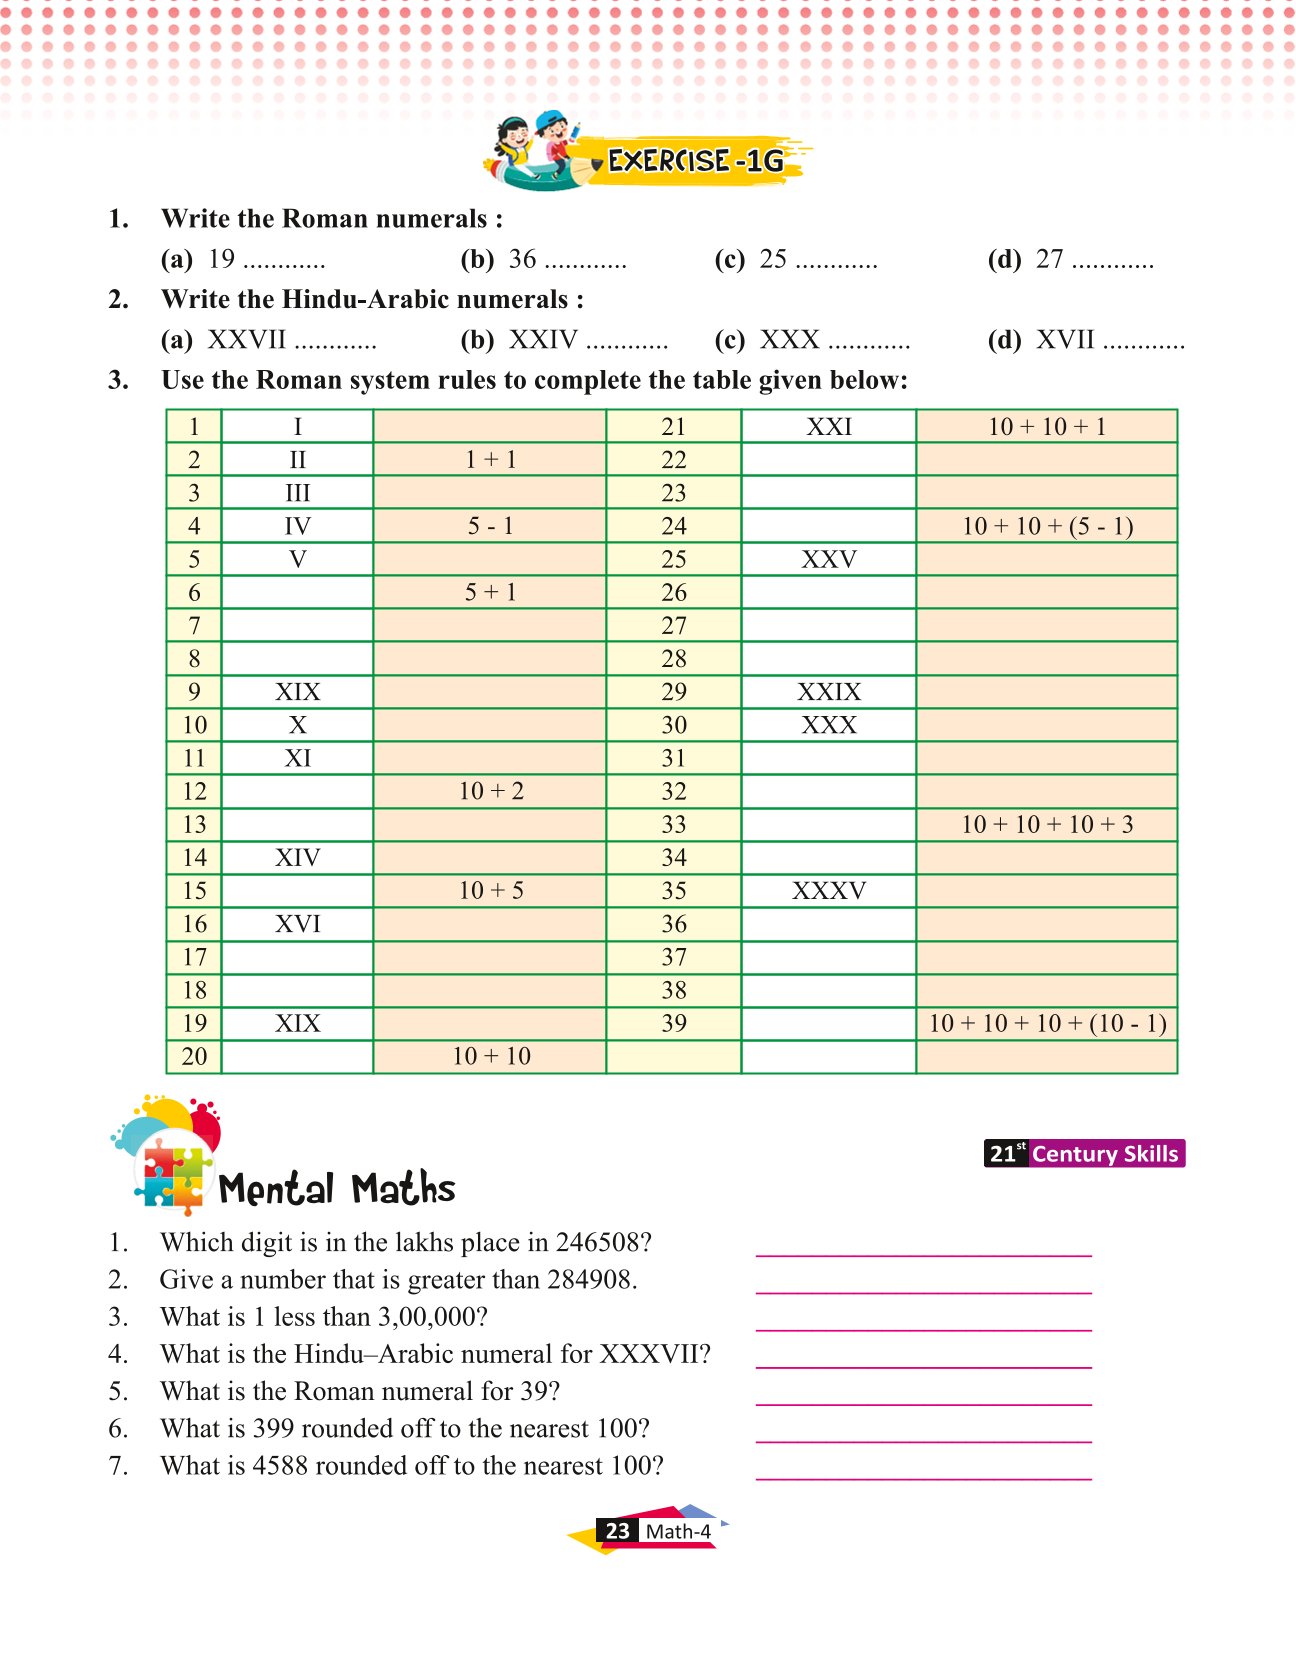 EXERCISE -1G
1. Write the Roman numerals :
(a) 19 ............ (b) 36 ............ (c) 25 ............ (d) 27 ............
2. Write the Hindu-Arabic numerals :
(a) XXVII ............ (b) XXIV ............ (c) XXX ............ (d) XVII ............
3. Use the Roman system rules to complete the table given below:
1 I 21 XXI 10 + 10 + 1
2 II 1 + 1 22
3 III 23
4 IV 5 - 1 24 10 + 10 + (5 - 1)
5 V 25 XXV
6 5 + 1 26
7 27
8 28
9 XIX 29 XXIX
10 X 30 XXX
11 XI 31
12 10 + 2 32
13 33 10 + 10 + 10 + 3
14 XIV 34
15 10 + 5 35 XXXV
16 XVI 36
17 37
18 38
19 XIX 39 10 + 10 + 10 + (10 - 1)
20 10 + 10
21st Century Skills
Mental Maths
1. Which digit is in the lakhs place in 246508?
2. Give a number that is greater than 284908.
3. What is 1 less than 3,00,000?
4. What is the Hindu–Arabic numeral for XXXVII?
5. What is the Roman numeral for 39?
6. What is 399 rounded off to the nearest 100?
7. What is 4588 rounded off to the nearest 100?
23 Math-4